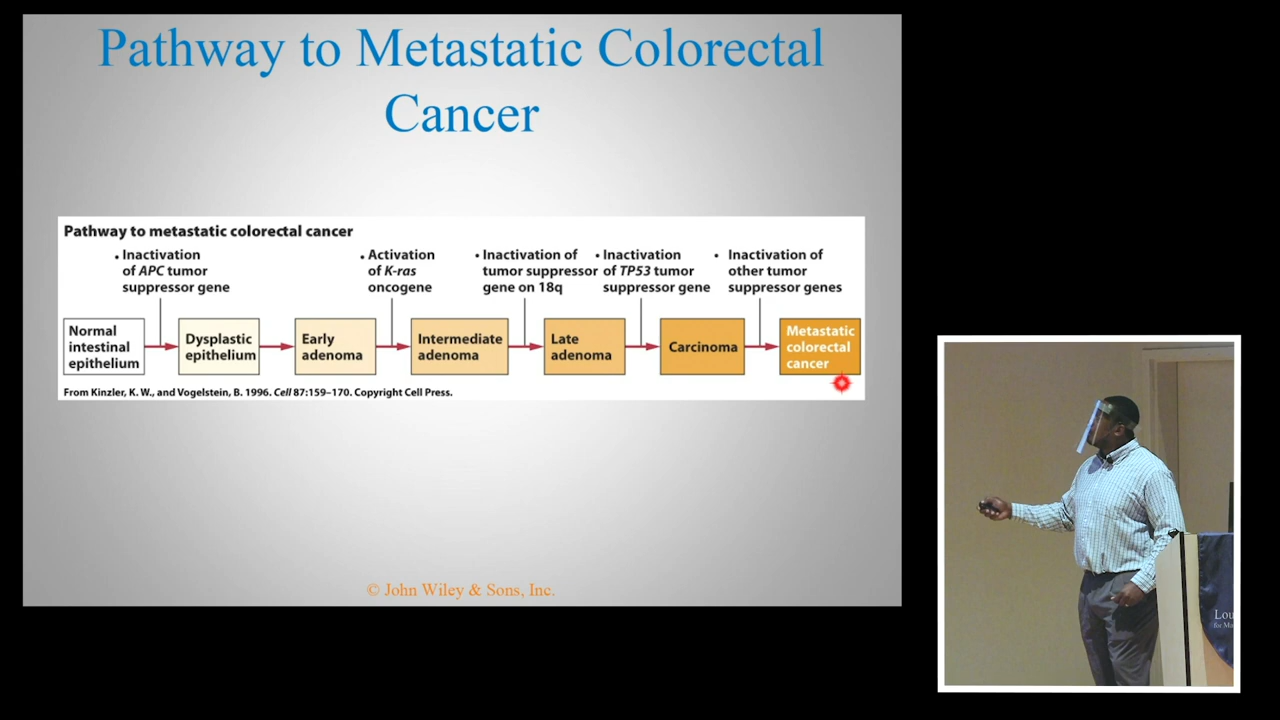 Pathway to Metastatic Colorectal
Cancer
Pathway to metastatic colorectal cancer
• Inactivation
of APC tumor
suppressor gene
• Activation
of K-ras
oncogene
• Inactivation of
tumor suppressor
gene on 18q
• Inactivation
of TP53 tumor
suppressor gene
• Inactivation of
other tumor
suppressor genes
Normal
intestinal
epithelium
Dysplastic
epithelium
Early
adenoma
Intermediate
adenoma
Late
adenoma
Carcinoma
Metastatic
colorectal
cancer
From Kinzler, K. W., and Vogelstein, B. 1996. Cell 87:159–170. Copyright Cell Press.
© John Wiley & Sons, Inc.